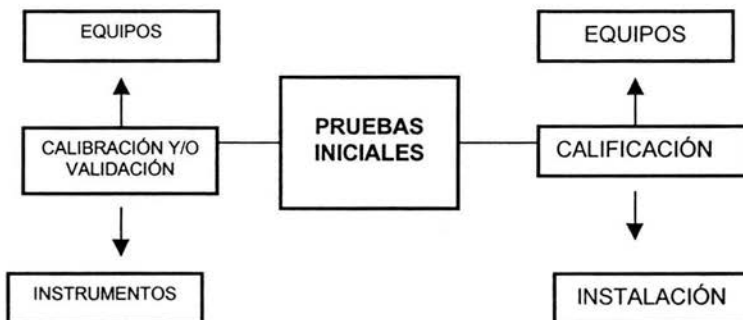 EQUIPOS
EQUIPOS
PRUEBAS
INICIALES
CALIBRACIÓN Y/O
VALIDACIÓN
CALIFICACIÓN
INSTRUMENTOS
INSTALACIÓN